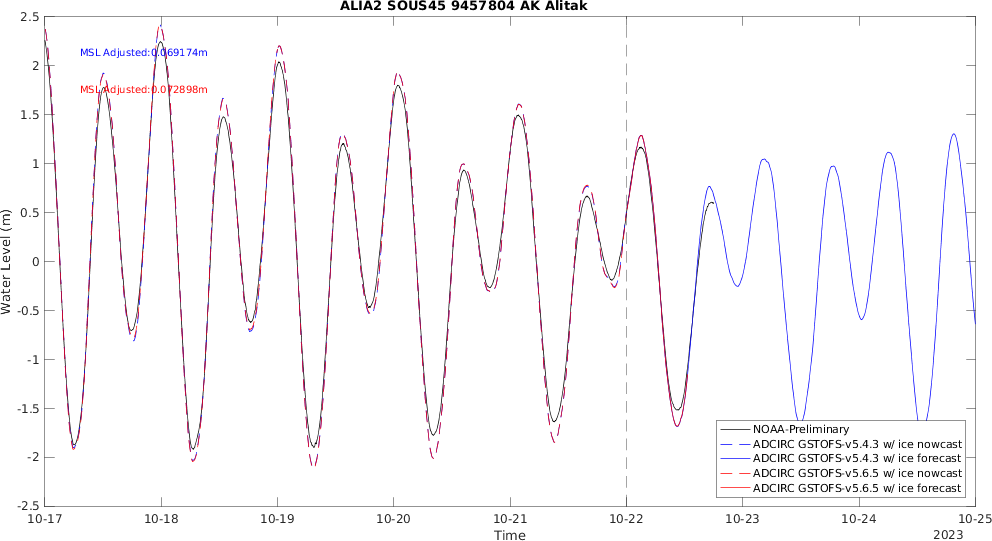 ALIA2 SOUS45 9457804 AK Alitak
MSL Adjusted:0.069174m
MSL Adjusted:0.072898m
Water Level (m)
2.5
2
1.5
1
0.5
0
-0.5
-1
-1.5
-2
-2.5
NOAA-Preliminary
ADCIRC GSTOFS-v5.4.3 w/ ice nowcast
ADCIRC GSTOFS-v5.4.3 w/ ice forecast
ADCIRC GSTOFS-v5.6.5 w/ ice nowcast
ADCIRC GSTOFS-v5.6.5 w/ ice forecast
10-17 10-18 10-19 10-20 10-21 10-22 10-23 10-24 10-25
Time
2023